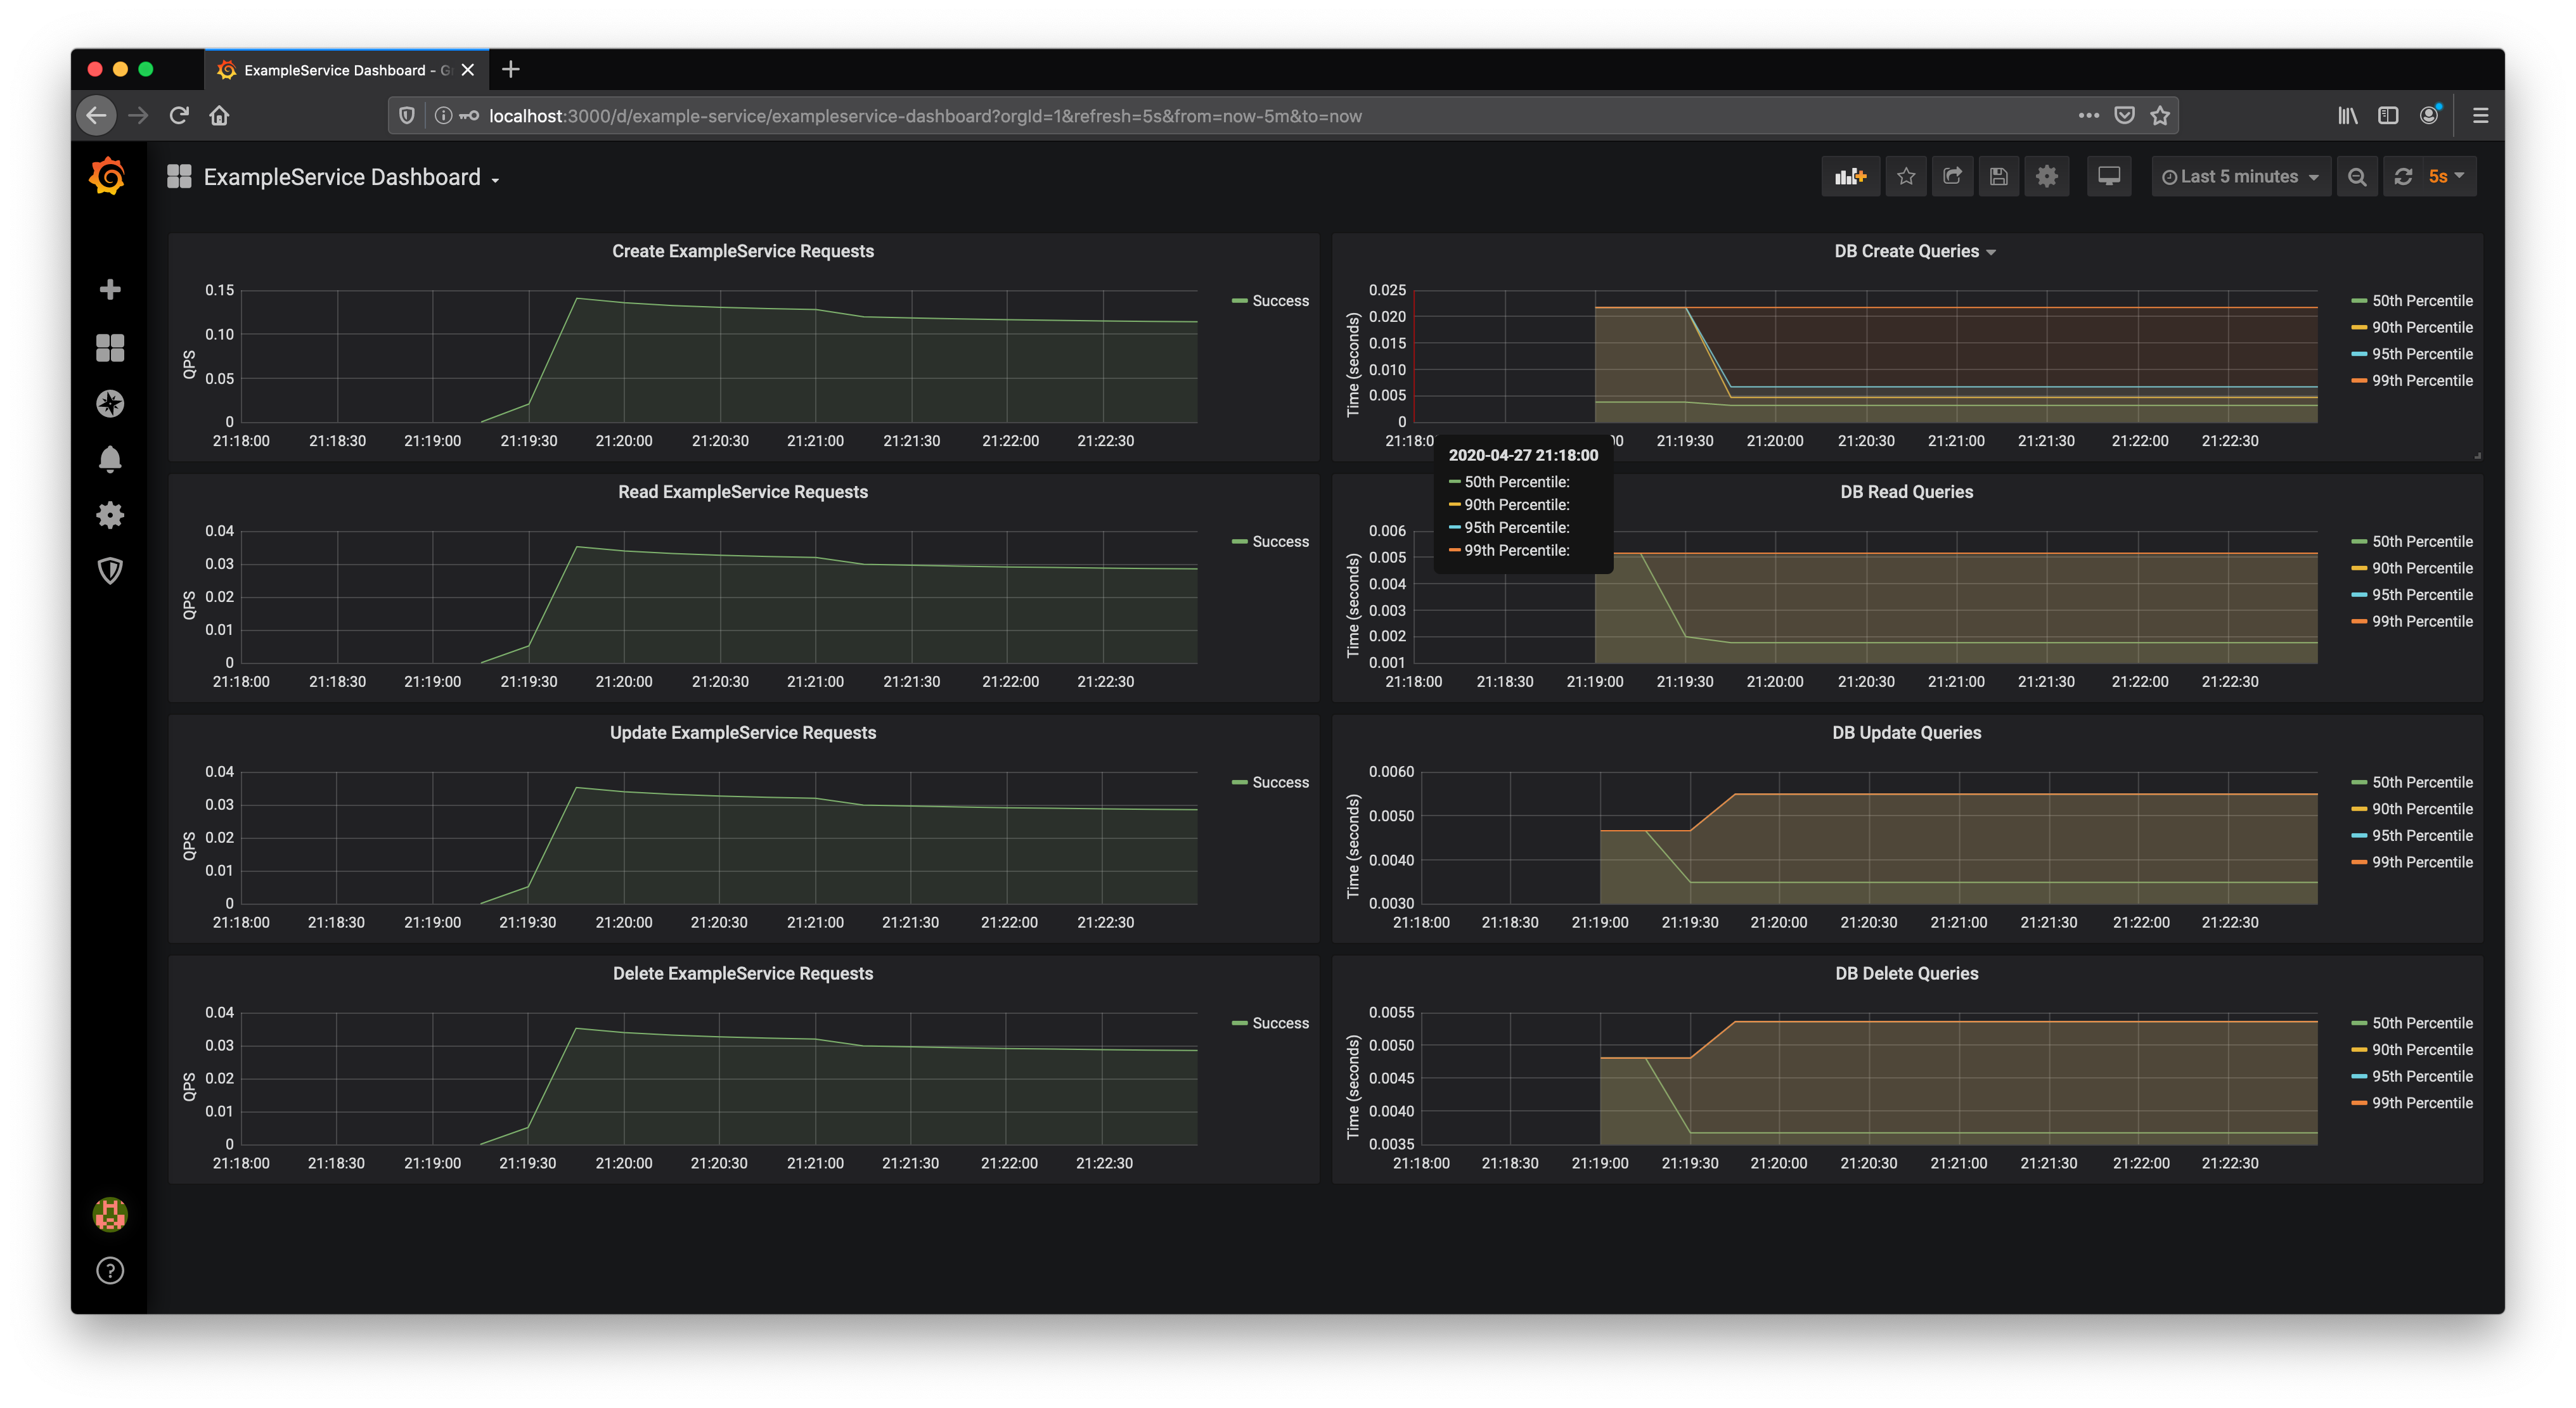 ExampleService Dashboard - G
localhost:3000/d/example-service/exampleservice-dashboard?orgId=1&refresh=5s&from=now-5m&to=now
ExampleService Dashboard
Last 5 minutes
5s
Create ExampleService Requests
QPS
0.15
0.10
0.05
0
21:18:00 21:18:30 21:19:00 21:19:30 21:20:00 21:20:30 21:21:00 21:21:30 21:22:00 21:22:30
Success
DB Create Queries
Time (seconds)
0.025
0.020
0.015
0.010
0.005
0
21:19:30 21:20:00 21:20:30 21:21:00 21:21:30 21:22:00 21:22:30
50th Percentile
90th Percentile
95th Percentile
99th Percentile
2020-04-27 21:18:00
50th Percentile:
90th Percentile:
95th Percentile:
99th Percentile:
Read ExampleService Requests
QPS
0.04
0.03
0.02
0.01
0
21:18:00 21:18:30 21:19:00 21:19:30 21:20:00 21:20:30 21:21:00 21:21:30 21:22:00 21:22:30
Success
DB Read Queries
Time (seconds)
0.006
0.005
0.004
0.003
0.002
0.001
21:18:00 21:18:30 21:19:00 21:19:30 21:20:00 21:20:30 21:21:00 21:21:30 21:22:00 21:22:30
50th Percentile
90th Percentile
95th Percentile
99th Percentile
Update ExampleService Requests
QPS
0.04
0.03
0.02
0.01
0
21:18:00 21:18:30 21:19:00 21:19:30 21:20:00 21:20:30 21:21:00 21:21:30 21:22:00 21:22:30
Success
DB Update Queries
Time (seconds)
0.0060
0.0050
0.0040
0.0030
21:18:00 21:18:30 21:19:00 21:19:30 21:20:00 21:20:30 21:21:00 21:21:30 21:22:00 21:22:30
50th Percentile
90th Percentile
95th Percentile
99th Percentile
Delete ExampleService Requests
QPS
0.04
0.03
0.02
0.01
0
21:18:00 21:18:30 21:19:00 21:19:30 21:20:00 21:20:30 21:21:00 21:21:30 21:22:00 21:22:30
Success
DB Delete Queries
Time (seconds)
0.0055
0.0050
0.0045
0.0040
0.0035
21:18:00 21:18:30 21:19:00 21:19:30 21:20:00 21:20:30 21:21:00 21:21:30 21:22:00 21:22:30
50th Percentile
90th Percentile
95th Percentile
99th Percentile